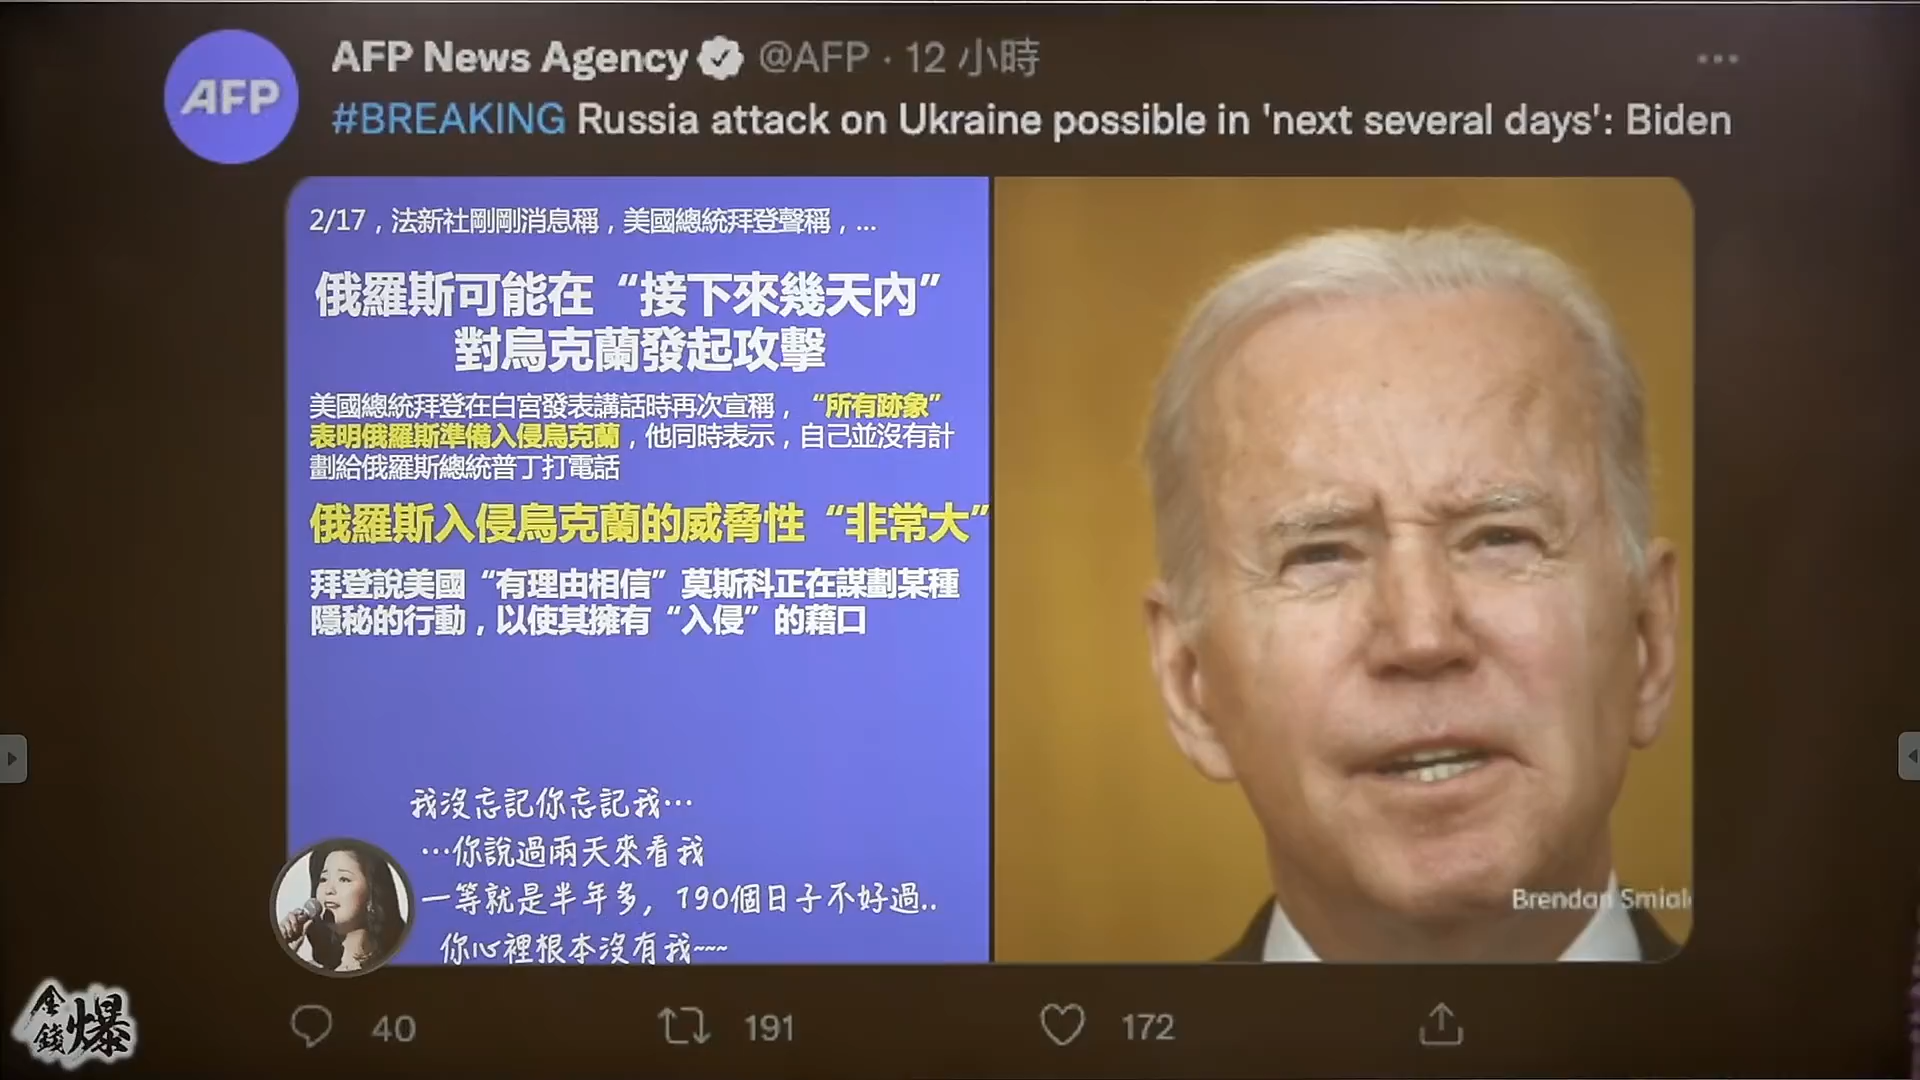 AFP News Agency @AFP · 12 小時
AFP
#BREAKING Russia attack on Ukraine possible in 'next several days': Biden
2/17，法新社剛剛消息稱，美國總統拜登聲稱，...
俄羅斯可能在“接下來幾天內”
對烏克蘭發起攻擊
美國總統拜登在白宮發表講話時再次宣稱，“所有跡象”
表明俄羅斯準備入侵烏克蘭，他同時表示，自己並沒有計
劃給俄羅斯總統普丁打電話
俄羅斯入侵烏克蘭的威脅性“非常大”
拜登說美國“有理由相信”莫斯科正在謀劃某種
隱秘的行動，以使其擁有“入侵”的藉口
我沒忘記你忘記我…
…你說過兩天來看我
一等就是半年多，190個日子不好過..
你心裡根本沒有我~~~
Brendan Smial
金錢爆
40 191 172